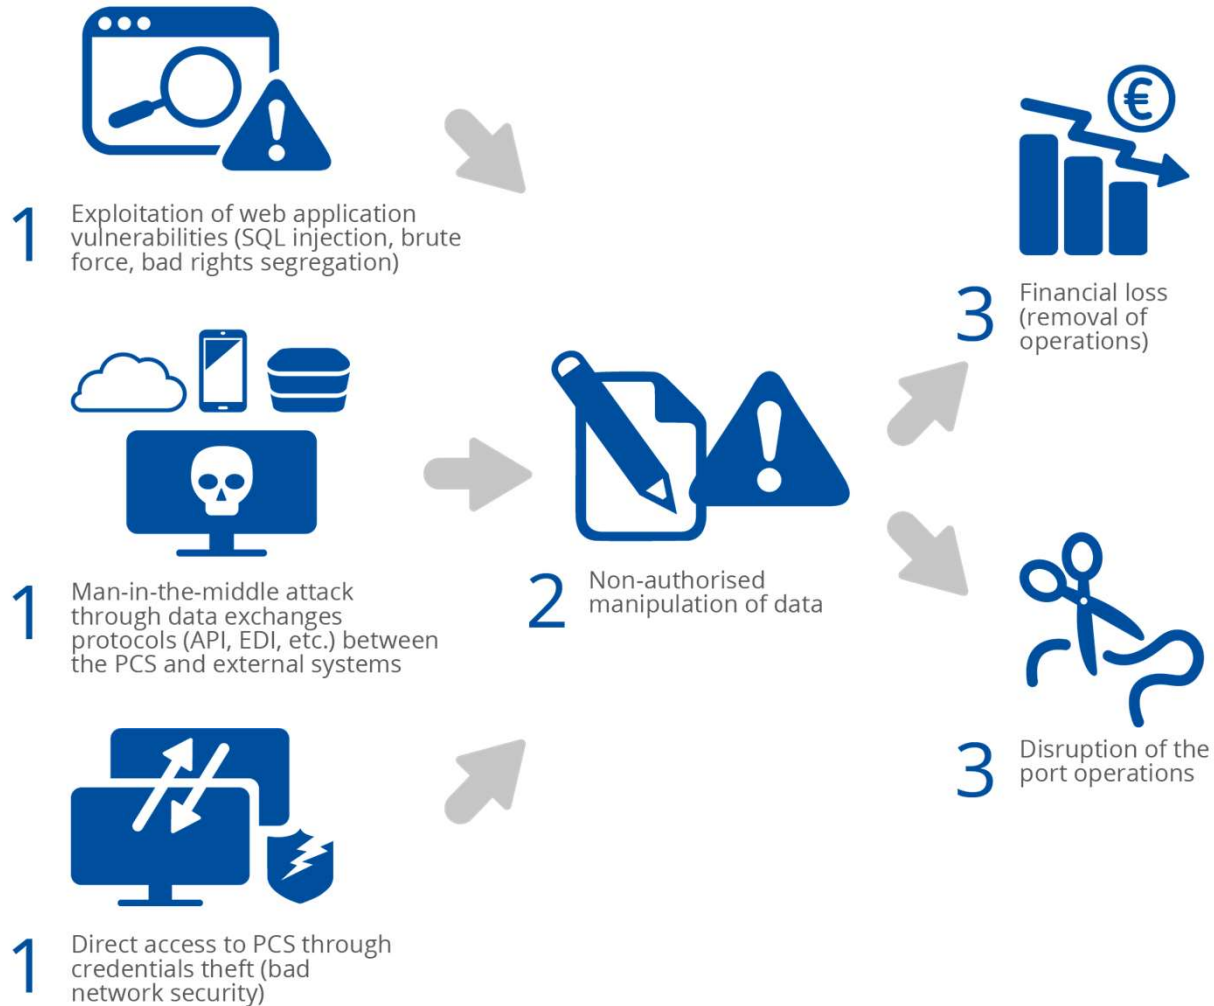 1
Exploitation of web application
vulnerabilities (SQL injection, brute
force, bad rights segregation)
1
Man-in-the-middle attack
through data exchanges
protocols (API, EDI, etc.) between
the PCS and external systems
1
Direct access to PCS through
credentials theft (bad
network security)
2
Non-authorised
manipulation of data
€
3
Financial loss
(removal of
operations)
3
Disruption of the
port operations